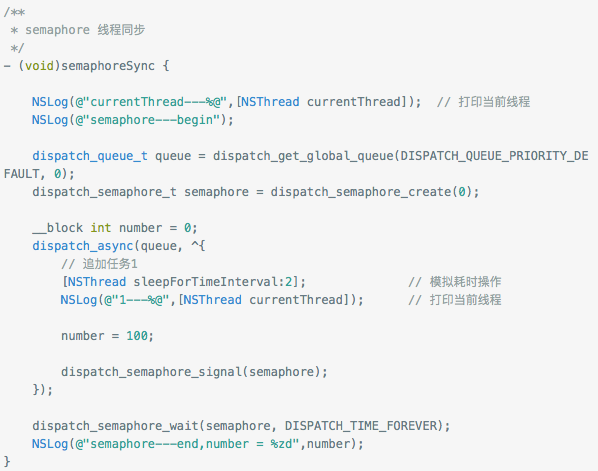 /**
 * semaphore 线程同步
 */
- (void)semaphoreSync {
    NSLog(@"currentThread---%@",[NSThread currentThread]);  // 打印当前线程
    NSLog(@"semaphore---begin");
    dispatch_queue_t queue = dispatch_get_global_queue(DISPATCH_QUEUE_PRIORITY_DE
FAULT, 0);
    dispatch_semaphore_t semaphore = dispatch_semaphore_create(0);
    __block int number = 0;
    dispatch_async(queue, ^{
        // 追加任务1
        [NSThread sleepForTimeInterval:2];              // 模拟耗时操作
        NSLog(@"1---%@",[NSThread currentThread]);      // 打印当前线程
        number = 100;
        dispatch_semaphore_signal(semaphore);
    });
    dispatch_semaphore_wait(semaphore, DISPATCH_TIME_FOREVER);
    NSLog(@"semaphore---end,number = %zd",number);
}